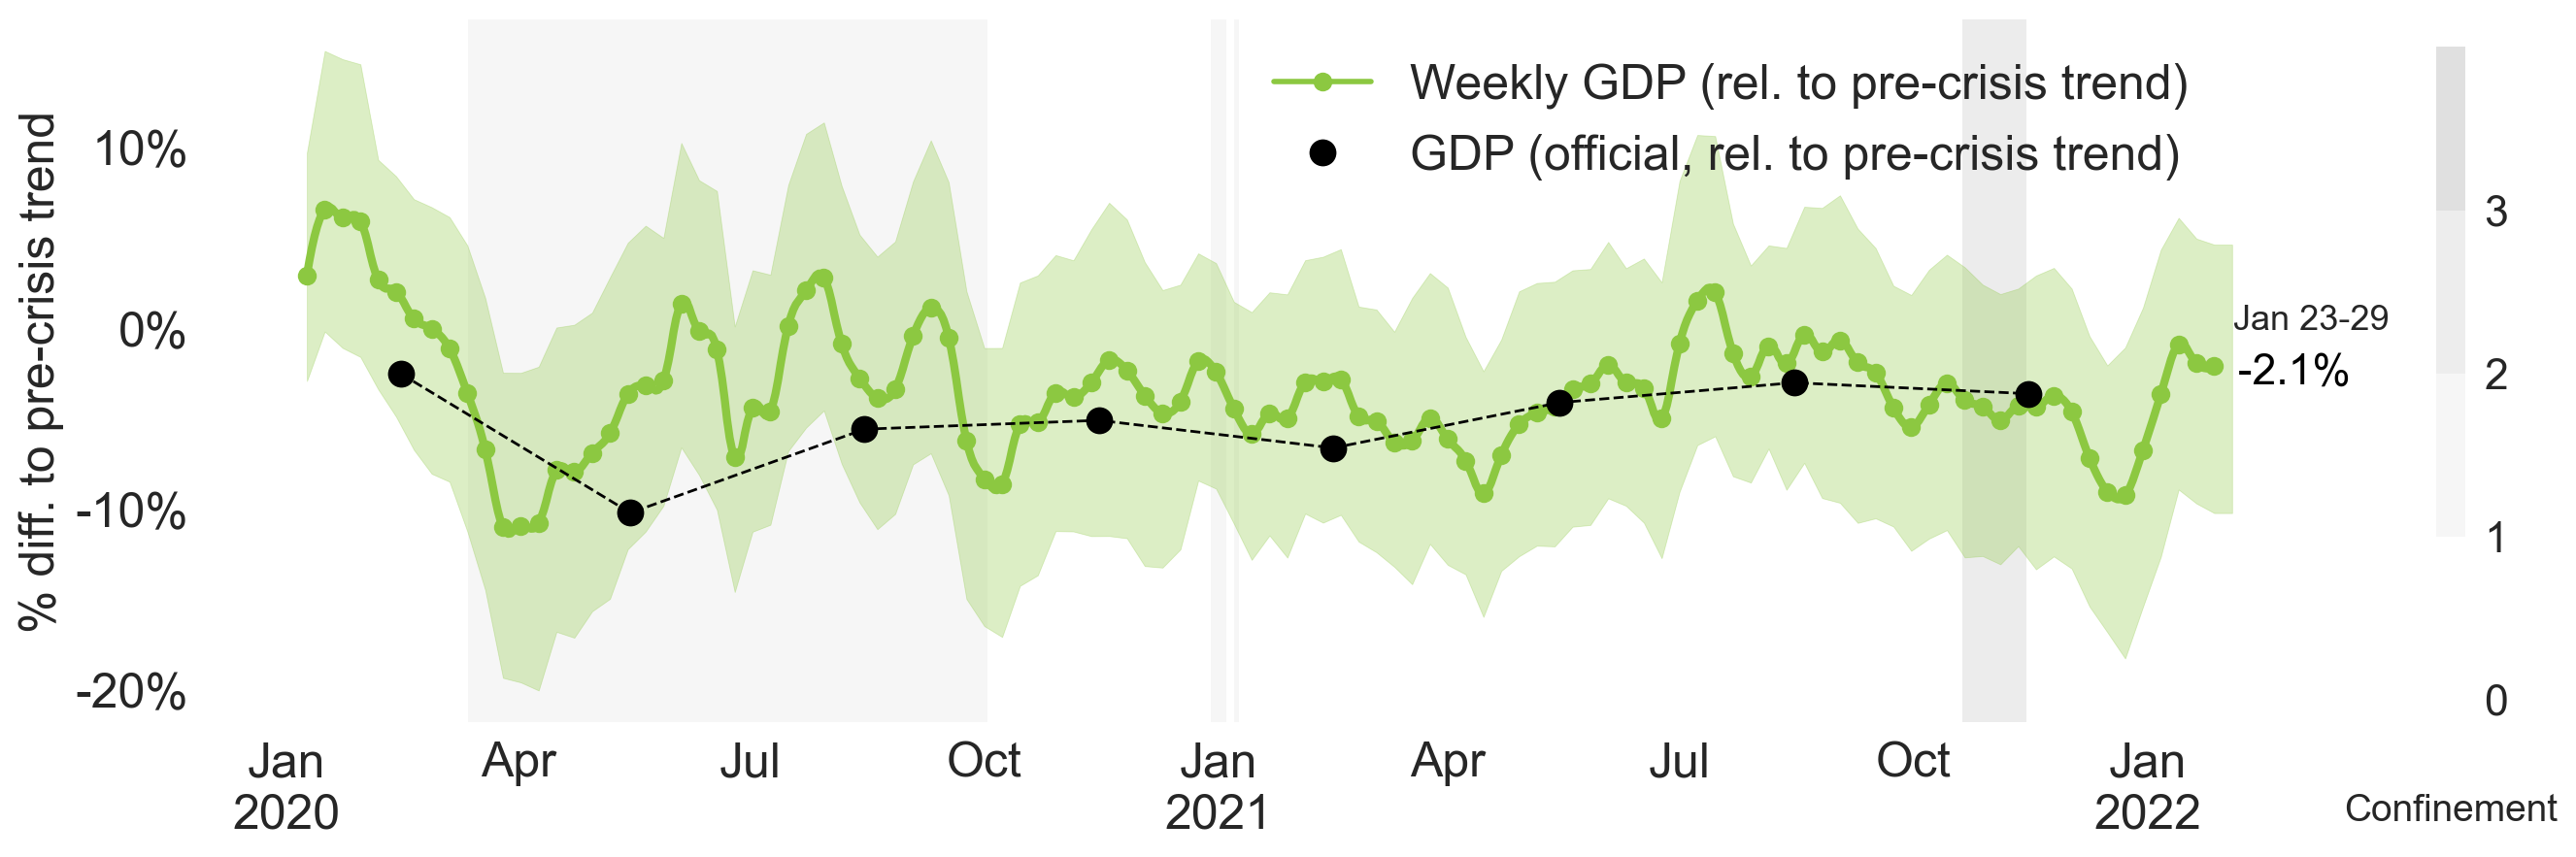 Weekly GDP (rel. to pre-crisis trend)
GDP (official, rel. to pre-crisis trend)
% diff. to pre-crisis trend
10%
0%
-10%
-20%
Jan 23-29
-2.1%
3
2
1
0
Jan Apr Jul Oct Jan Apr Jul Oct Jan
2020 2021 2022
Confinement